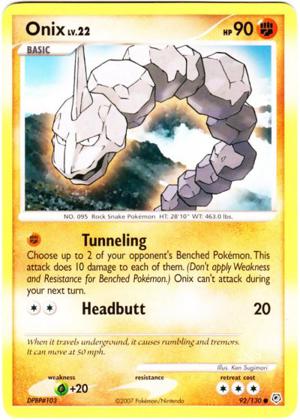 Onix LV.22
HP 90
BASIC
NO. 095 Rock Snake Pokémon HT: 28'10" WT: 463.0 lbs.
Tunneling
Choose up to 2 of your opponent's Benched Pokémon. This
attack does 10 damage to each of them. (Don't apply Weakness
and Resistance for Benched Pokémon.) Onix can't attack during
your next turn.
Headbutt 20
Illus. Ken Sugimori
When it travels underground, it causes rumbling and tremors.
It can move at 50 mph.
weakness resistance retreat cost
+20
DPBP#103 ©2007 Pokémon/Nintendo 92/130